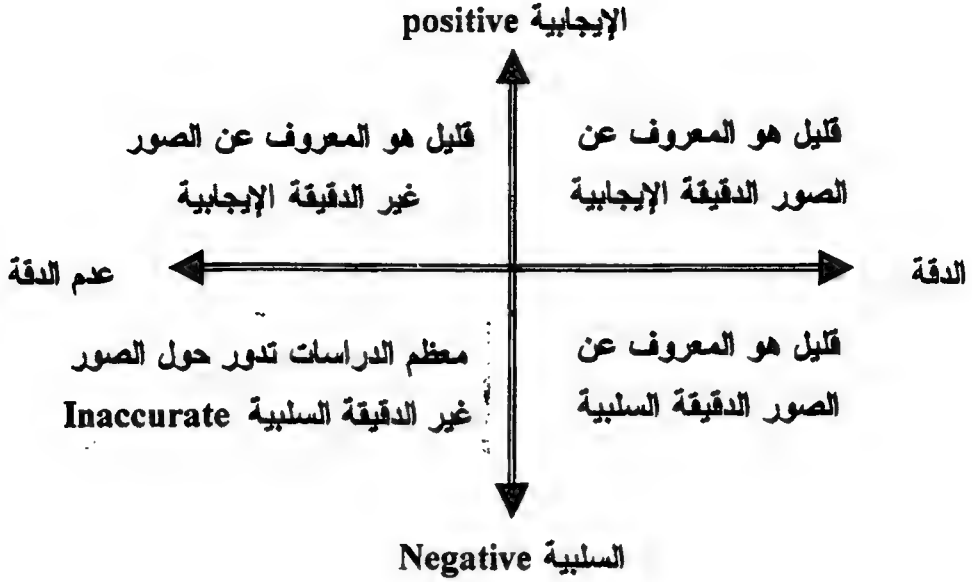 الإيجابية positive
قليل هو المعروف عن
الصور الدقيقة الإيجابية
قليل هو المعروف عن الصور
غير الدقيقة الإيجابية
الدقة
عدم الدقة
قليل هو المعروف عن
الصور الدقيقة السلبية
معظم الدراسات تدور حول الصور
غير الدقيقة السلبية Inaccurate
السلبية Negative